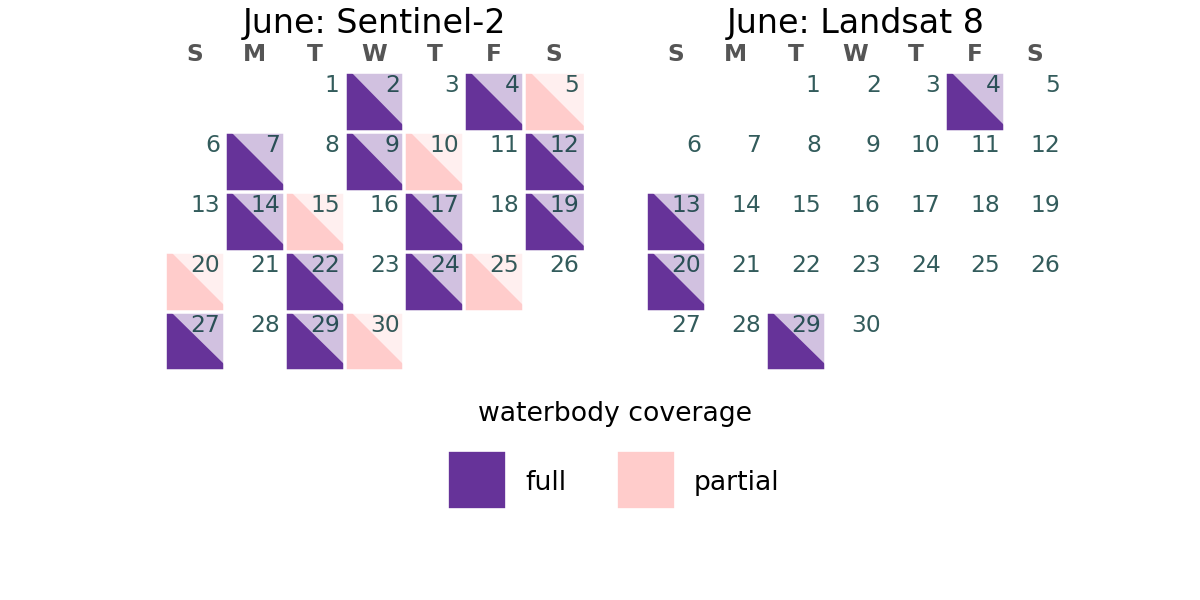 June: Sentinel-2
S M T W T F S
1 2 3 4 5
6 7 8 9 10 11 12
13 14 15 16 17 18 19
20 21 22 23 24 25 26
27 28 29 30
June: Landsat 8
S M T W T F S
1 2 3 4 5
6 7 8 9 10 11 12
13 14 15 16 17 18 19
20 21 22 23 24 25 26
27 28 29 30
waterbody coverage
full partial